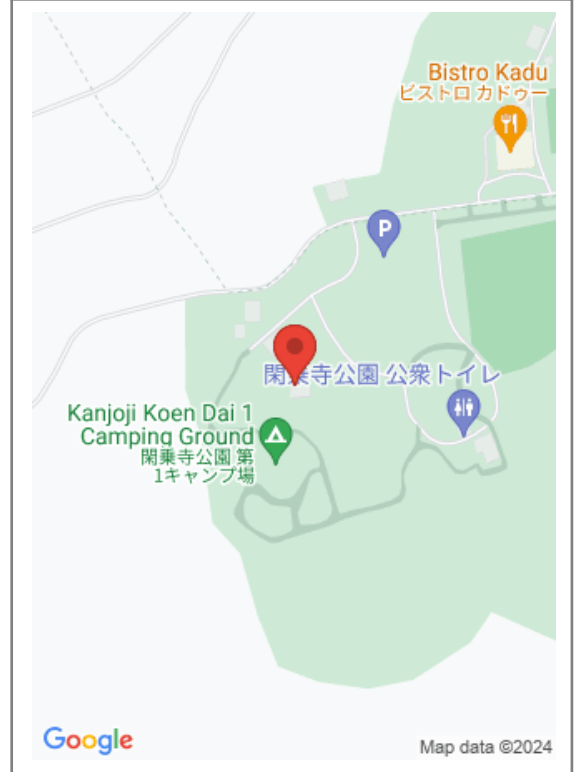 Bistro Kadu
ビストロ カドゥー
P
閑乗寺公園 公衆トイレ
Kanjoji Koen Dai 1
Camping Ground
閑乗寺公園 第
1キャンプ場
Google
Map data ©2024